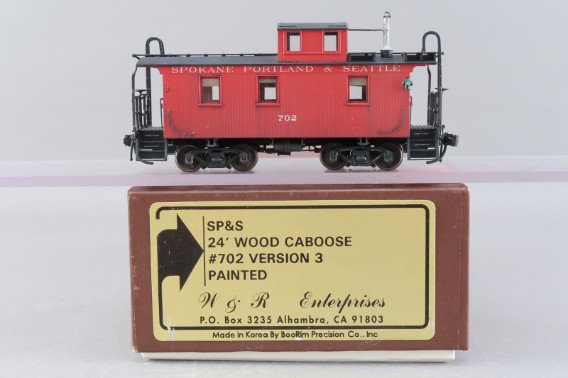 SPOKANE PORTLAND & SEATTLE
702
SP&S
24' WOOD CABOOSE
#702 VERSION 3
PAINTED
W & R Enterprises
P.O. Box 3235 Alhambra, CA 91803
Made in Korea By BooRim Precision Co., Inc